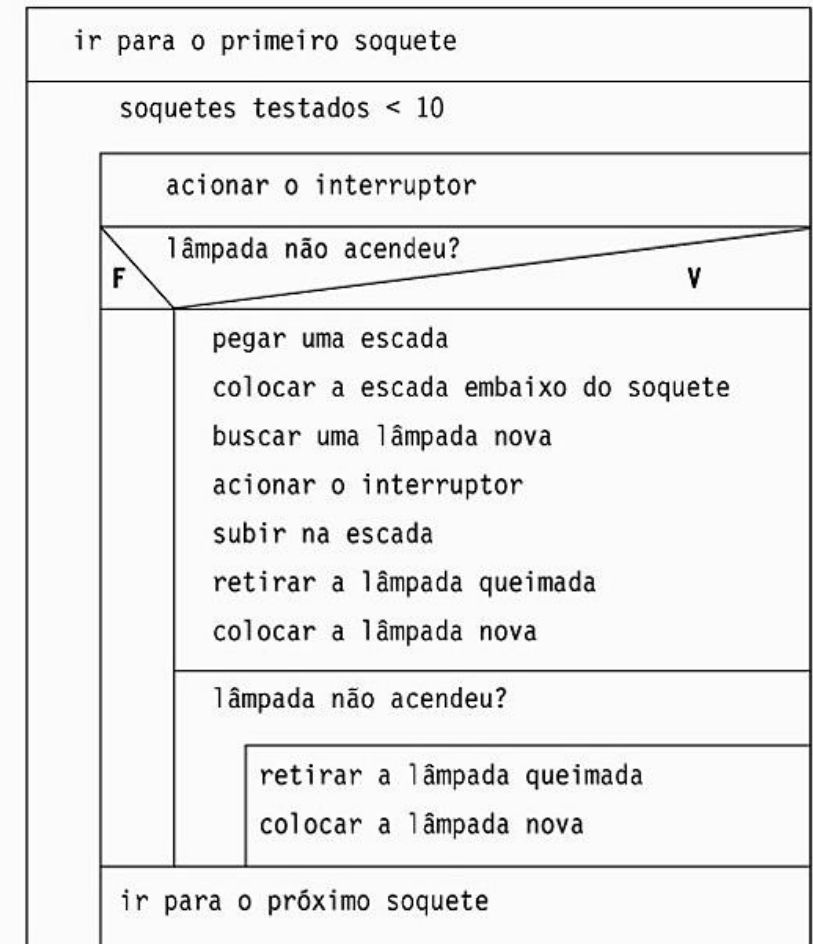 ir para o primeiro soquete
soquetes testados < 10
acionar o interruptor
lâmpada não acendeu?
F
V
pegar uma escada
colocar a escada embaixo do soquete
buscar uma lâmpada nova
acionar o interruptor
subir na escada
retirar a lâmpada queimada
colocar a lâmpada nova
lâmpada não acendeu?
retirar a lâmpada queimada
colocar a lâmpada nova
ir para o próximo soquete